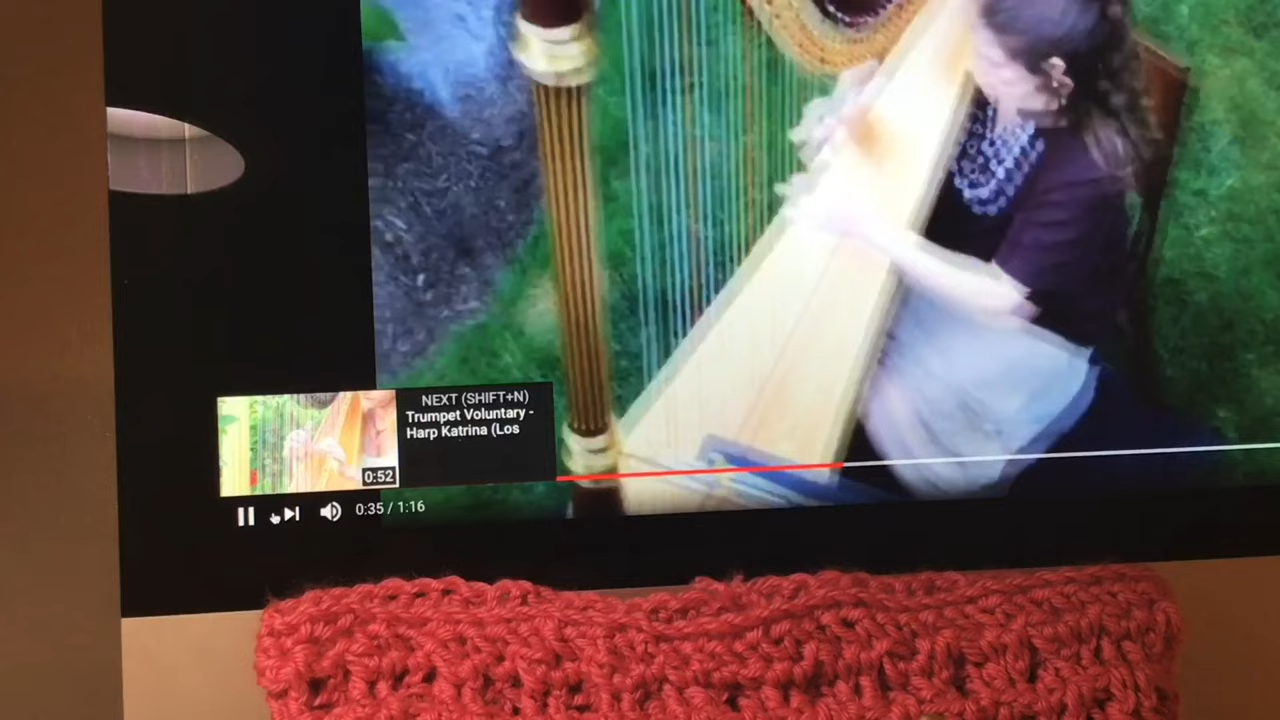 NEXT (SHIFT+N)
Trumpet Voluntary -
Harp Katrina (Los
0:52
0:35 / 1:16